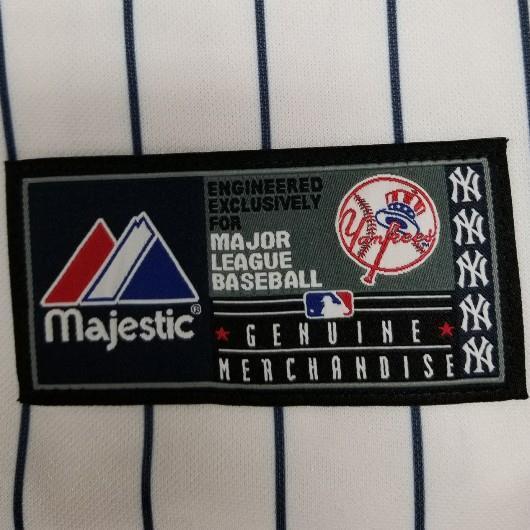 Majestic®
ENGINEERED
EXCLUSIVELY
FOR
MAJOR
LEAGUE
BASEBALL
Yankees
GENUINE
MERCHANDISE
NY
NY
NY
NY
NY